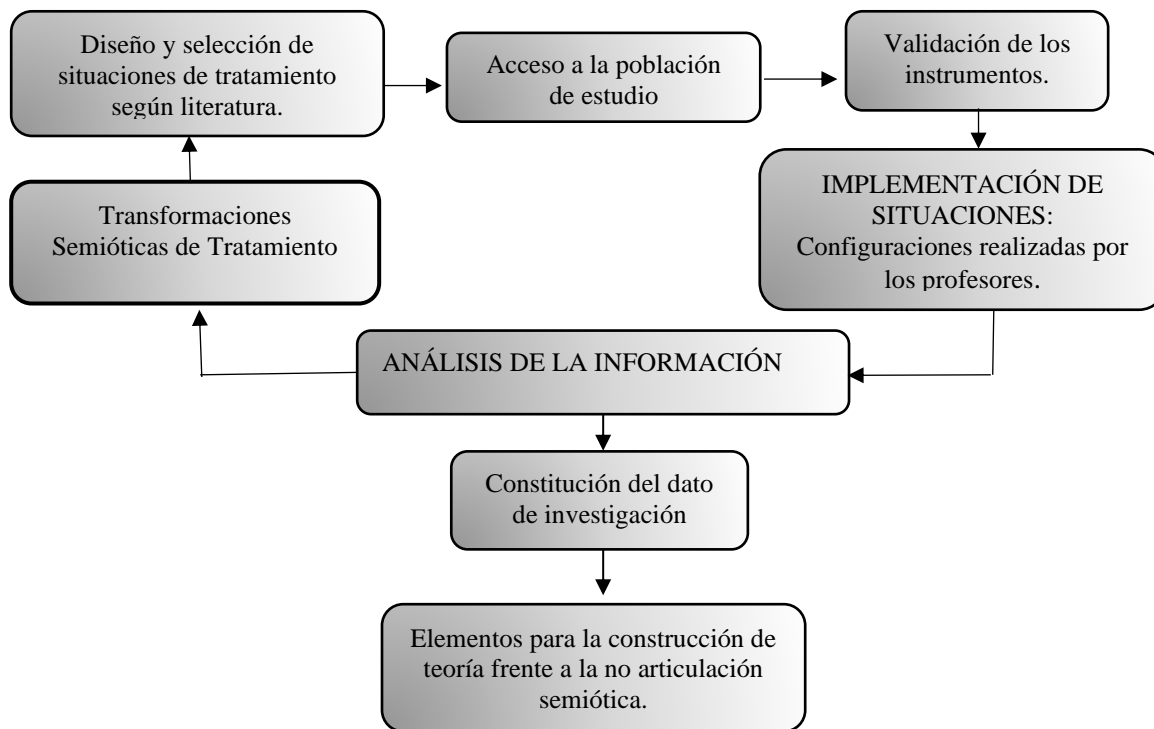 Diseño y selección de
situaciones de tratamiento
según literatura.
Acceso a la población
de estudio
Validación de los
instrumentos.
Transformaciones
Semióticas de Tratamiento
IMPLEMENTACIÓN DE
SITUACIONES:
Configuraciones realizadas por
los profesores.
ANÁLISIS DE LA INFORMACIÓN
Constitución del dato
de investigación
Elementos para la construcción de
teoría frente a la no articulación
semiótica.